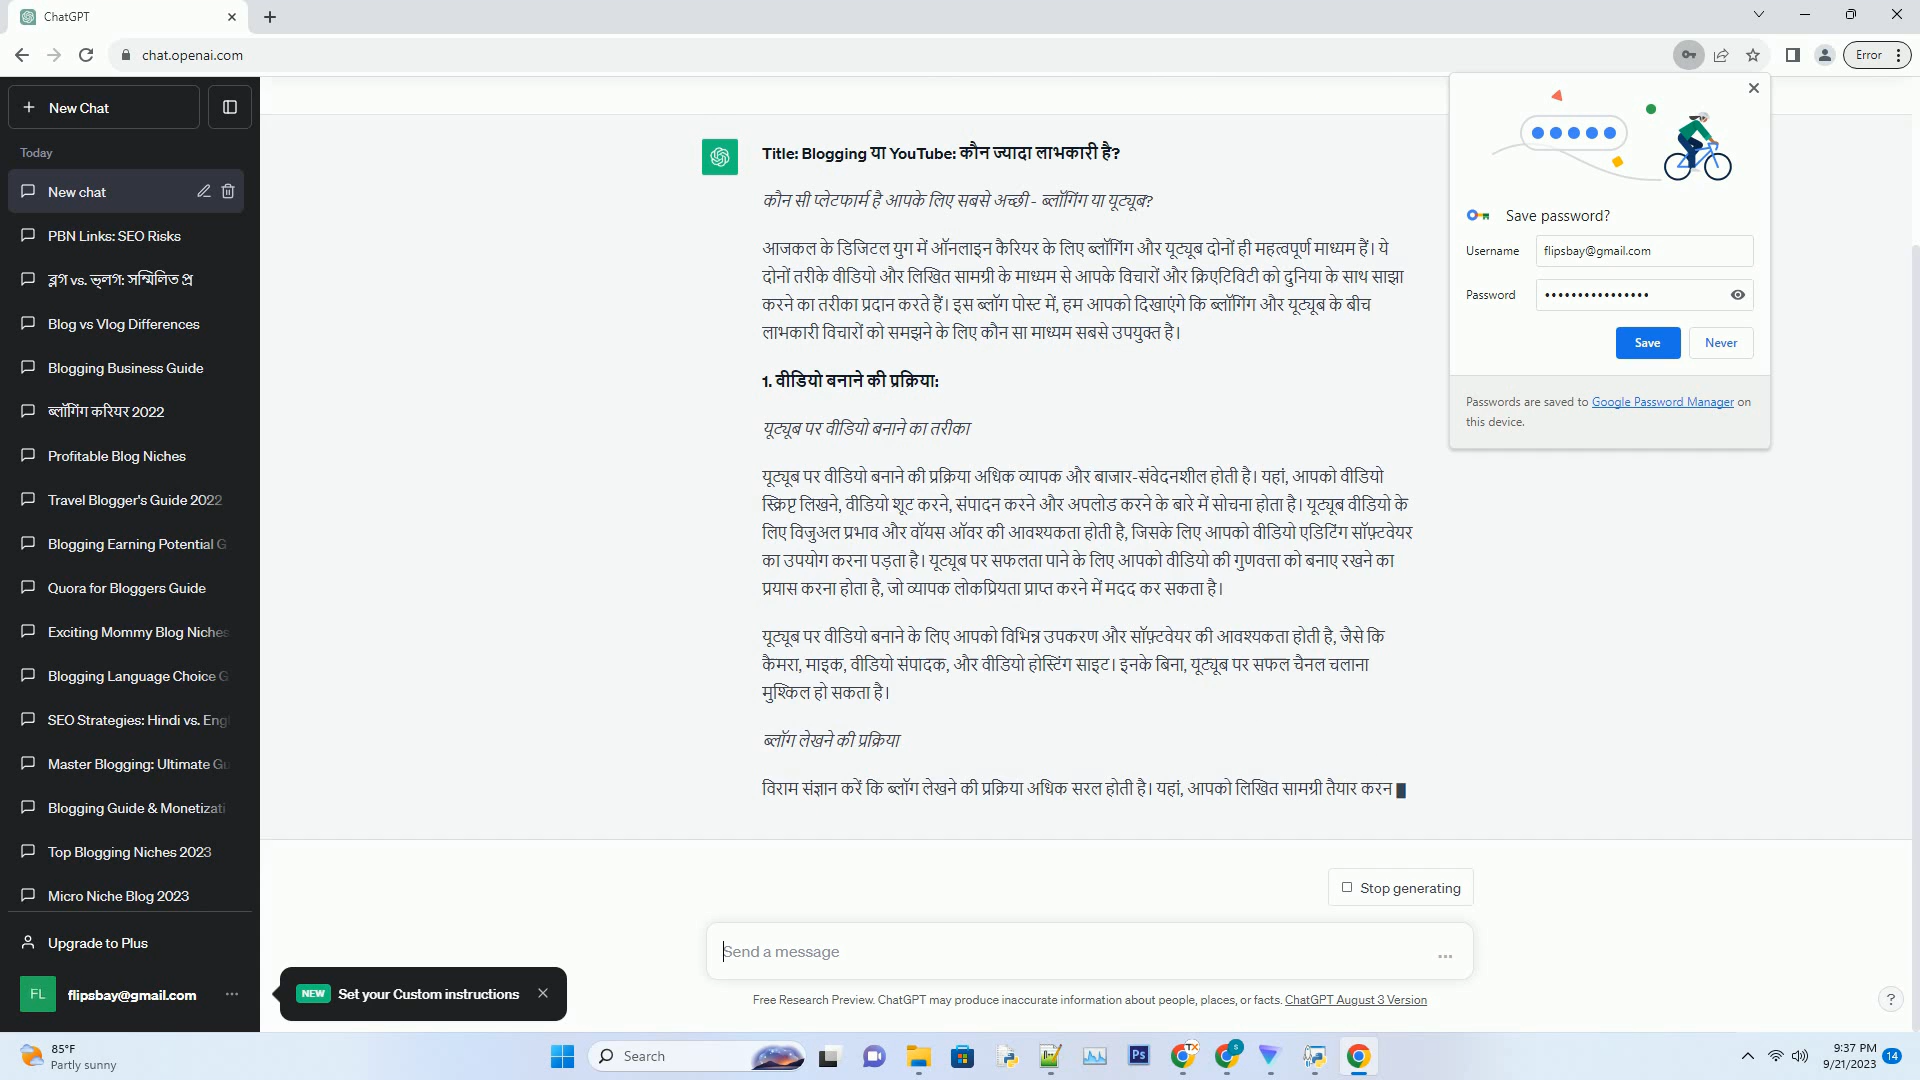 ChatGPT
chat.openai.com
Error
New Chat
Today
New chat
PBN Links: SEO Risks
ব্লগ vs. ভ্লগ: সম্মিলিত প্র
Blog vs Vlog Differences
Blogging Business Guide
ब्लॉगिंग करियर 2022
Profitable Blog Niches
Travel Blogger's Guide 2022
Blogging Earning Potential G
Quora for Bloggers Guide
Exciting Mommy Blog Niches
Blogging Language Choice G
SEO Strategies: Hindi vs. Eng
Master Blogging: Ultimate Gu
Blogging Guide & Monetizati
Top Blogging Niches 2023
Micro Niche Blog 2023
Upgrade to Plus
FL
flipsbay@gmail.com
NEW Set your Custom instructions
Title: Blogging या YouTube: कौन ज्यादा लाभकारी है?
कौन सी प्लेटफार्म है आपके लिए सबसे अच्छी - ब्लॉगिंग या यूट्यूब?
आजकल के डिजिटल युग में ऑनलाइन कैरियर के लिए ब्लॉगिंग और यूट्यूब दोनों ही महत्वपूर्ण माध्यम हैं। ये
दोनों तरीके वीडियो और लिखित सामग्री के माध्यम से आपके विचारों और क्रिएटिविटी को दुनिया के साथ साझा
करने का तरीका प्रदान करते हैं। इस ब्लॉग पोस्ट में, हम आपको दिखाएंगे कि ब्लॉगिंग और यूट्यूब के बीच
लाभकारी विचारों को समझने के लिए कौन सा माध्यम सबसे उपयुक्त है।
1. वीडियो बनाने की प्रक्रिया:
यूट्यूब पर वीडियो बनाने का तरीका
यूट्यूब पर वीडियो बनाने की प्रक्रिया अधिक व्यापक और बाजार-संवेदनशील होती है। यहां, आपको वीडियो
स्क्रिप्ट लिखने, वीडियो शूट करने, संपादन करने और अपलोड करने के बारे में सोचना होता है। यूट्यूब वीडियो के
लिए विजुअल प्रभाव और वॉयस ऑवर की आवश्यकता होती है, जिसके लिए आपको वीडियो एडिटिंग सॉफ़्टवेयर
का उपयोग करना पड़ता है। यूट्यूब पर सफलता पाने के लिए आपको वीडियो की गुणवत्ता को बनाए रखने का
प्रयास करना होता है, जो व्यापक लोकप्रियता प्राप्त करने में मदद कर सकता है।
यूट्यूब पर वीडियो बनाने के लिए आपको विभिन्न उपकरण और सॉफ़्टवेयर की आवश्यकता होती है, जैसे कि
कैमरा, माइक, वीडियो संपादक, और वीडियो होस्टिंग साइट। इनके बिना, यूट्यूब पर सफल चैनल चलाना
मुश्किल हो सकता है।
ब्लॉग लेखने की प्रक्रिया
विराम संज्ञान करें कि ब्लॉग लेखने की प्रक्रिया अधिक सरल होती है। यहां, आपको लिखित सामग्री तैयार करन
Stop generating
Send a message
Free Research Preview. ChatGPT may produce inaccurate information about people, places, or facts. ChatGPT August 3 Version
?
Save password?
Username flipsbay@gmail.com
Password ••••••••••••••••
Save Never
Passwords are saved to Google Password Manager on
this device.
85°F
Partly sunny
Search
Ps
TX
S
9:37 PM
9/21/2023
14